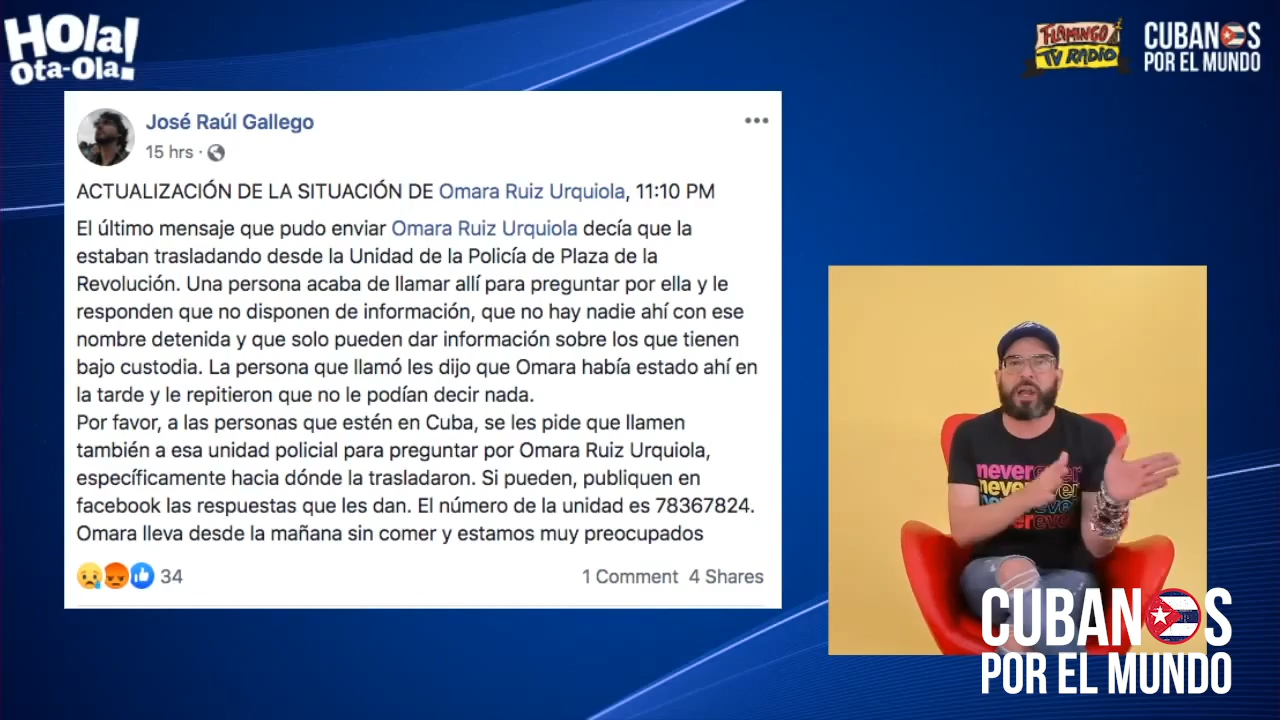 HOla!
Ota-Ola!
FLAMINGO
TV RADIO
CUBANOS
POR EL MUNDO
José Raúl Gallego
15 hrs ·
ACTUALIZACIÓN DE LA SITUACIÓN DE Omara Ruiz Urquiola, 11:10 PM
El último mensaje que pudo enviar Omara Ruiz Urquiola decía que la
estaban trasladando desde la Unidad de la Policía de Plaza de la
Revolución. Una persona acaba de llamar allí para preguntar por ella y le
responden que no disponen de información, que no hay nadie ahí con ese
nombre detenida y que solo pueden dar información sobre los que tienen
bajo custodia. La persona que llamó les dijo que Omara había estado ahí en
la tarde y le repitieron que no le podían decir nada.
Por favor, a las personas que estén en Cuba, se les pide que llamen
también a esa unidad policial para preguntar por Omara Ruiz Urquiola,
específicamente hacia dónde la trasladaron. Si pueden, publiquen en
facebook las respuestas que les dan. El número de la unidad es 78367824.
Omara lleva desde la mañana sin comer y estamos muy preocupados
34
1 Comment 4 Shares
never
never
never
CUBANOS
POR EL MUNDO